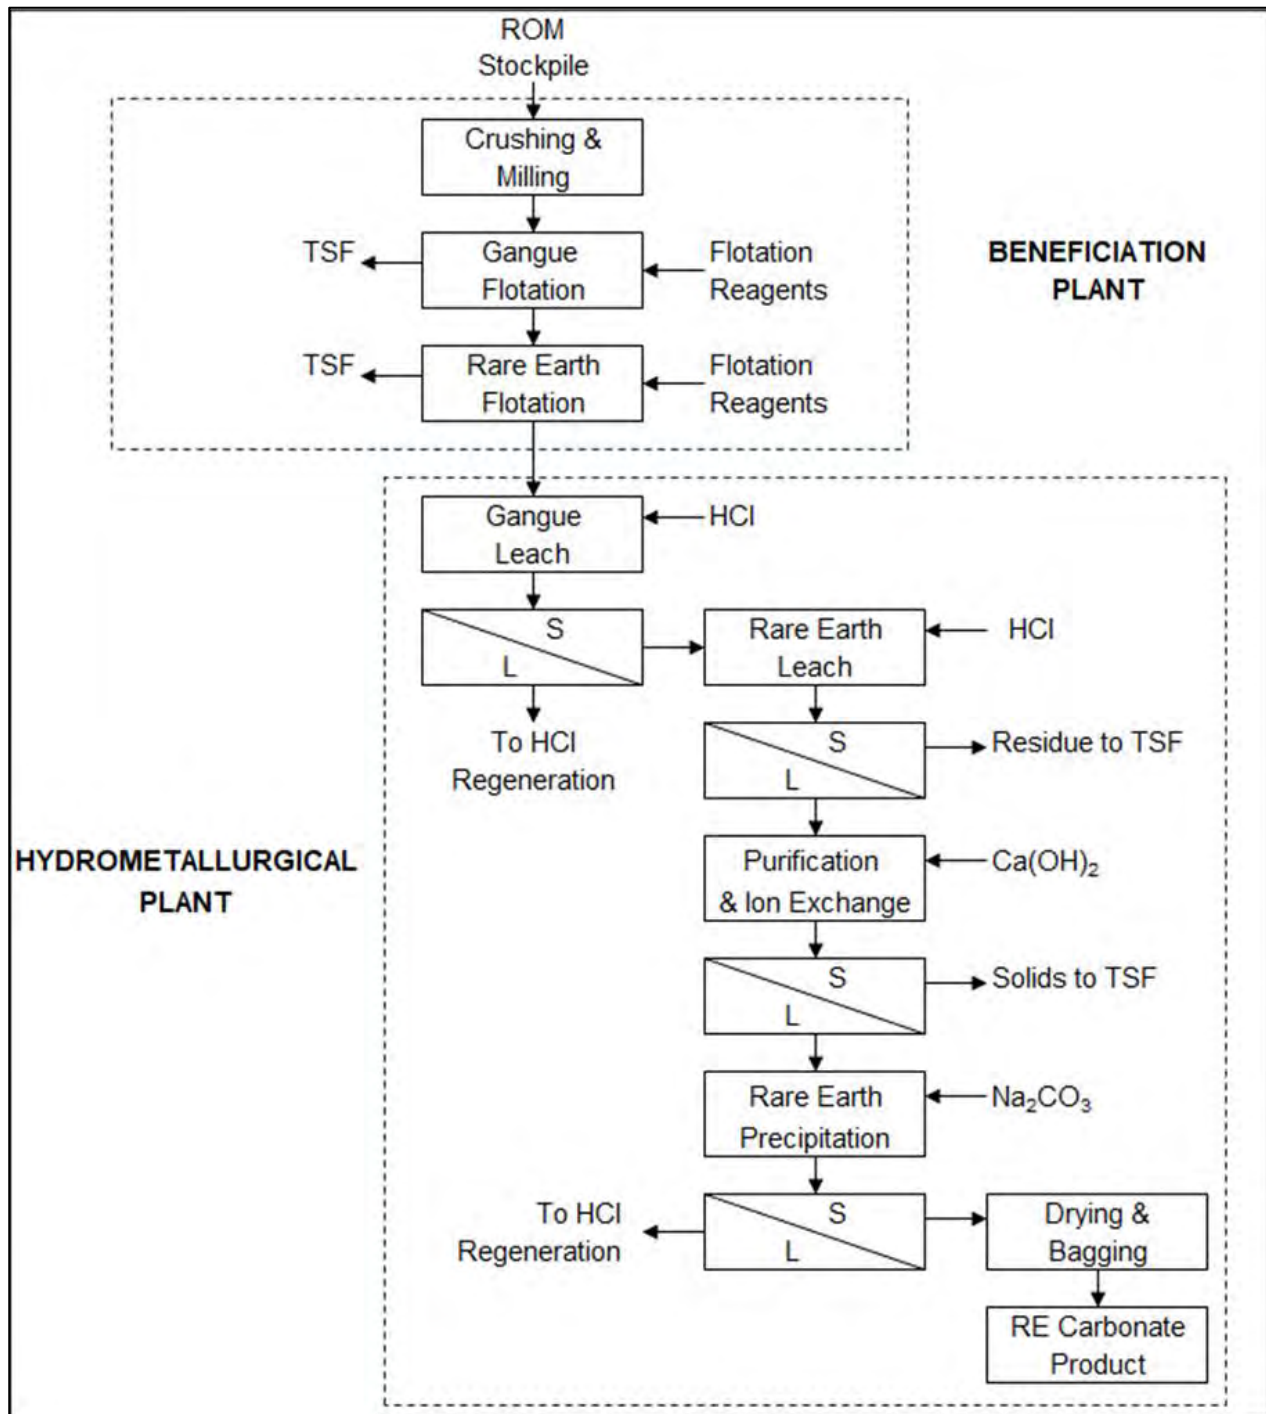 ROM
Stockpile
Crushing &
Milling
TSF
Gangue
Flotation
Flotation
Reagents
BENEFICIATION
PLANT
TSF
Rare Earth
Flotation
Flotation
Reagents
Gangue
Leach
HCl
S
L
Rare Earth
Leach
HCl
To HCl
Regeneration
S
L
Residue to TSF
HYDROMETALLURGICAL
PLANT
Purification
& Ion Exchange
Ca(OH)₂
S
L
Solids to TSF
Rare Earth
Precipitation
Na₂CO₃
To HCl
Regeneration
S
L
Drying &
Bagging
RE Carbonate
Product